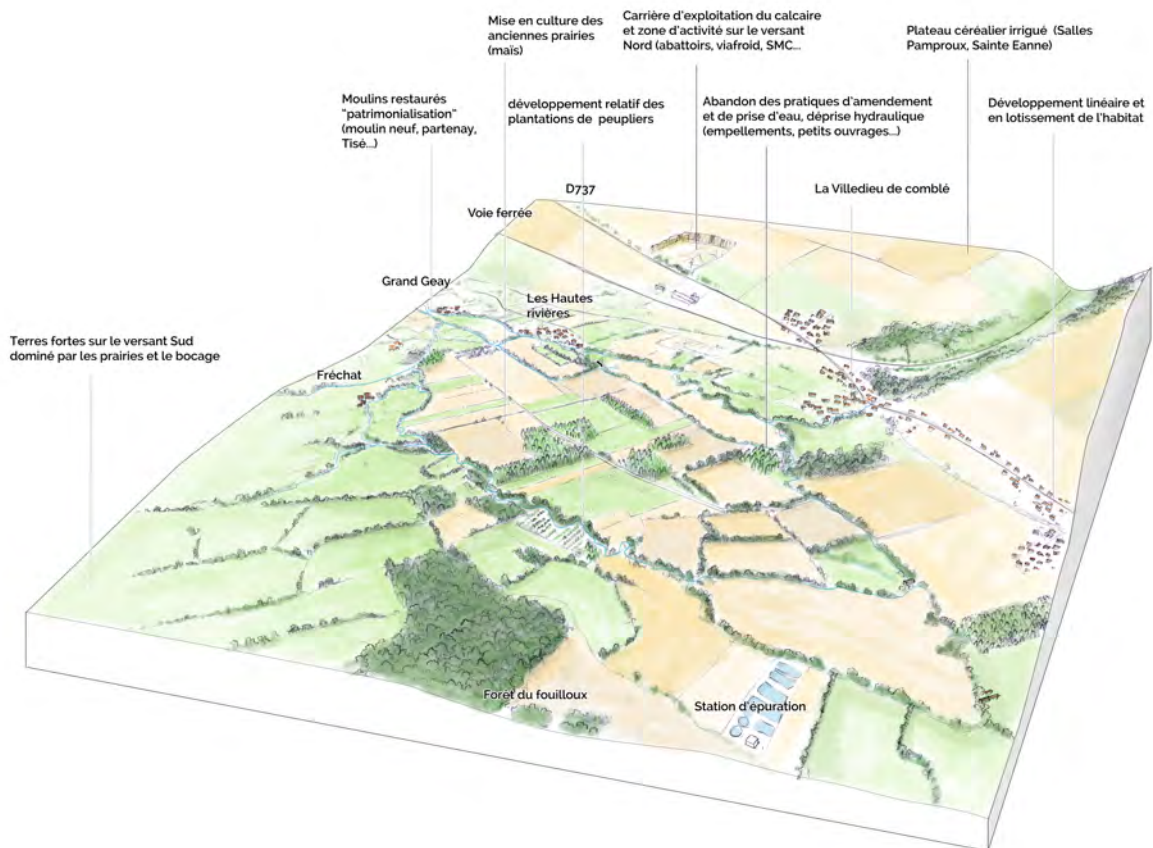 Mise en culture des
anciennes prairies
(maïs)
Carrière d'exploitation du calcaire
et zone d'activité sur le versant
Nord (abattoirs, viafroid, SMC...
Plateau céréalier irrigué (Salles
Pamproux, Sainte Eanne)
Moulins restaurés
"patrimonialisation"
(moulin neuf, partenay,
Tisé...)
développement relatif des
plantations de peupliers
Abandon des pratiques d'amendement
et de prise d'eau, déprise hydraulique
(empellements, petits ouvrages...)
Développement linéaire et
en lotissement de l'habitat
D737
La Villedieu de comblé
Voie ferrée
Grand Geay
Les Hautes
rivières
Terres fortes sur le versant Sud
dominé par les prairies et le bocage
Fréchat
Foret du fouilloux
Station d'épuration